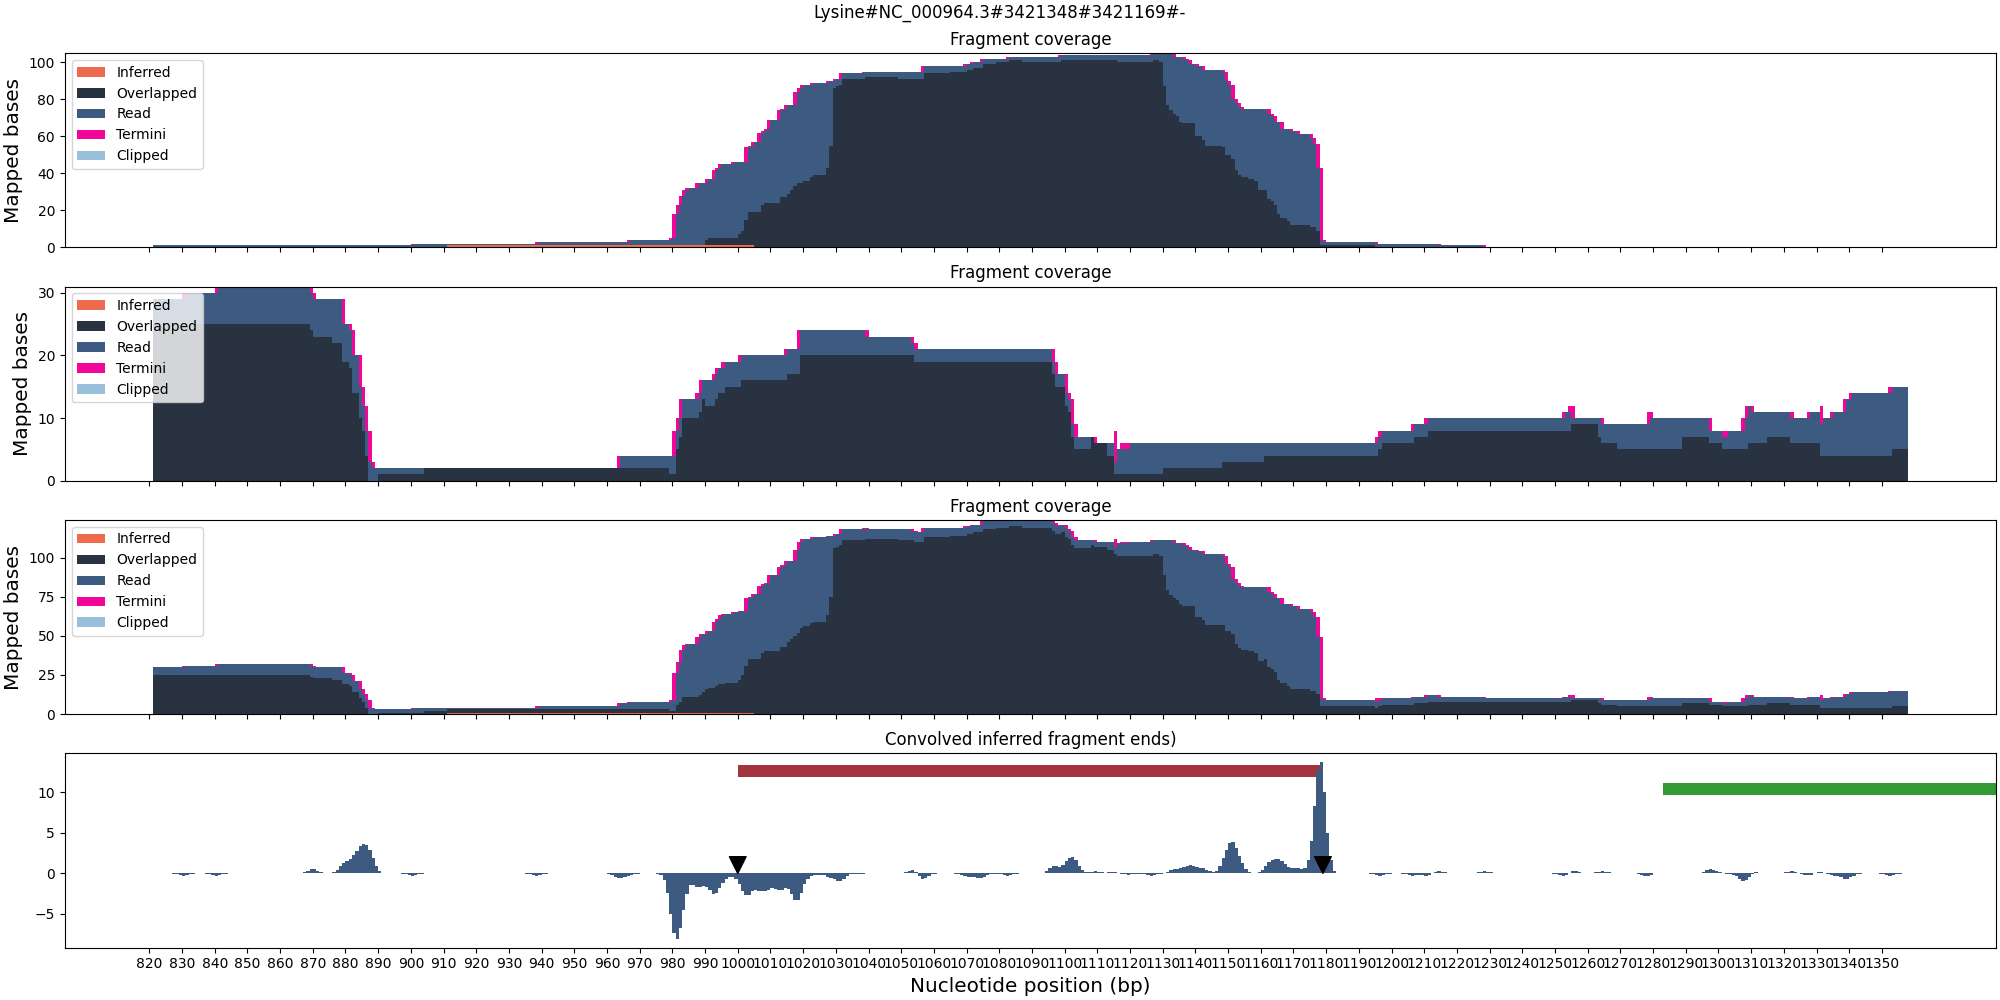 Lysine#NC_000964.3#3421348#3421169#-
Fragment coverage
Mapped bases
100
80
60
40
20
0
Inferred
Overlapped
Read
Termini
Clipped
Fragment coverage
Mapped bases
30
20
10
0
Inferred
Overlapped
Read
Termini
Clipped
Fragment coverage
Mapped bases
100
75
50
25
0
Inferred
Overlapped
Read
Termini
Clipped
Convolved inferred fragment ends)
10
5
0
−5
820 830 840 850 860 870 880 890 900 910 920 930 940 950 960 970 980 990 1000 1010 1020 1030 1040 1050 1060 1070 1080 1090 1100 1110 1120 1130 1140 1150 1160 1170 1180 1190 1200 1210 1220 1230 1240 1250 1260 1270 1280 1290 1300 1310 1320 1330 1340 1350
Nucleotide position (bp)